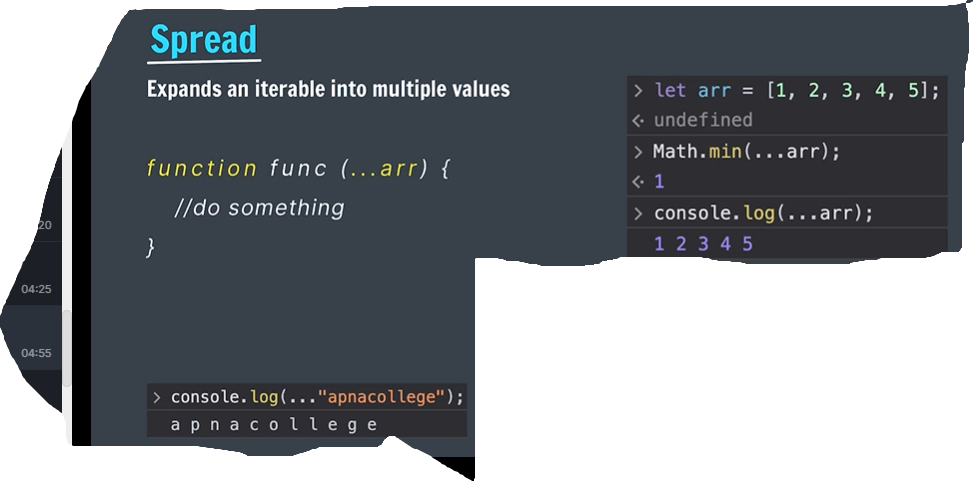 Spread
Expands an iterable into multiple values
function func (...arr) {
//do something
}
> let arr = [1, 2, 3, 4, 5];
<· undefined
> Math.min(...arr);
<· 1
> console.log(...arr);
1 2 3 4 5
20
04:25
04:55
> console.log(..."apnacollege");
a p n a c o l l e g e